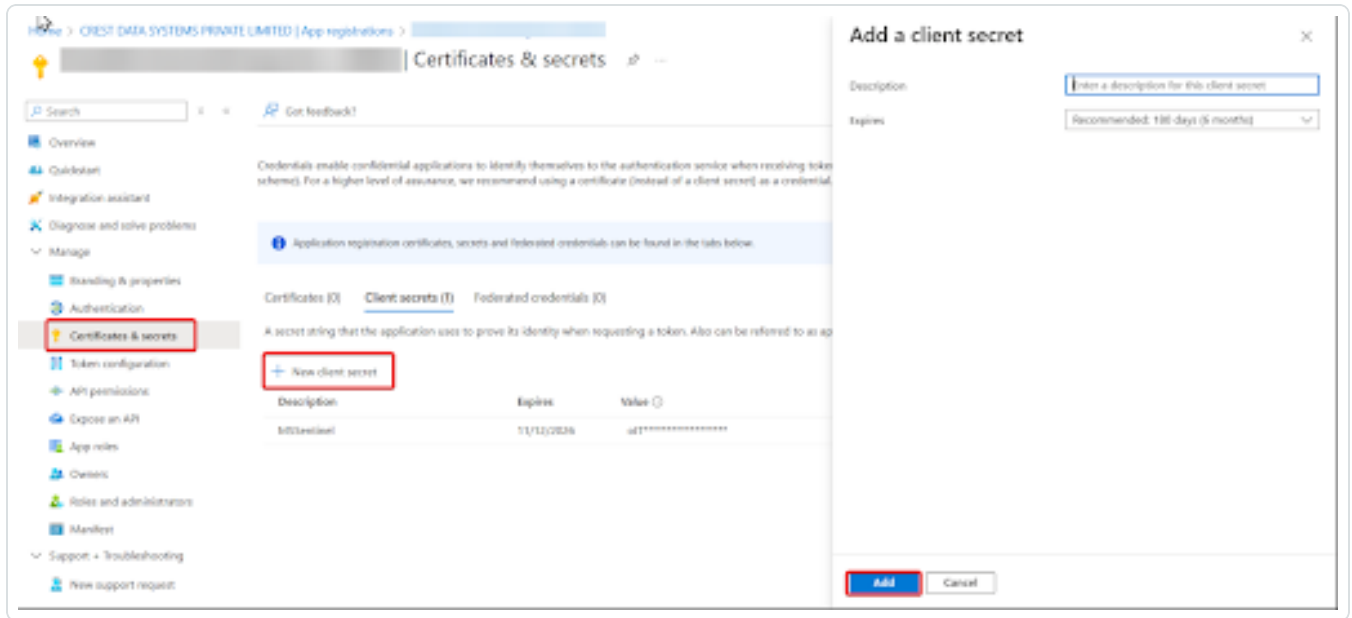 Home > CREST DATA SYSTEMS PRIVATE LIMITED | App registrations >
| Certificates & secrets
Search
Got feedback?
Overview
Quickstart
Integration assistant
Diagnose and solve problems
Manage
Branding & properties
Authentication
Certificates & secrets
Token configuration
API permissions
Expose an API
App roles
Owners
Roles and administrators
Manifest
Support + Troubleshooting
New support request
Credentials enable confidential applications to identify themselves to the authentication service when receiving toke
scheme). For a higher level of assurance, we recommend using a certificate (instead of a client secret) as a credential.
Application registration certificates, secrets and federated credentials can be found in the tabs below.
Certificates (0) Client secrets (1) Federated credentials (0)
A secret string that the application uses to prove its identity when requesting a token. Also can be referred to as ap
New client secret
Description Expires Value
11/12/2026
Add a client secret
Description
Enter a description for this client secret
Expires
Recommended: 180 days (6 months)
Add Cancel